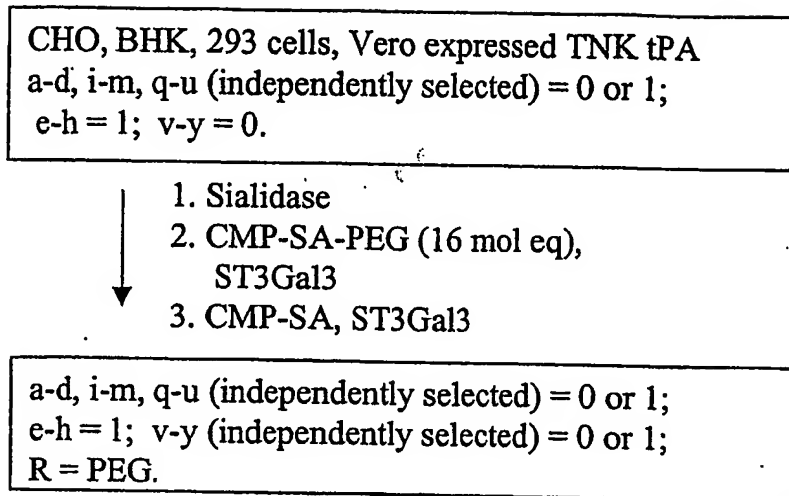 CHO, BHK, 293 cells, Vero expressed TNK tPA
a-d, i-m, q-u (independently selected) = 0 or 1;
e-h = 1; v-y = 0.
1. Sialidase
2. CMP-SA-PEG (16 mol eq),
ST3Gal3
3. CMP-SA, ST3Gal3
a-d, i-m, q-u (independently selected) = 0 or 1;
e-h = 1; v-y (independently selected) = 0 or 1;
R = PEG.